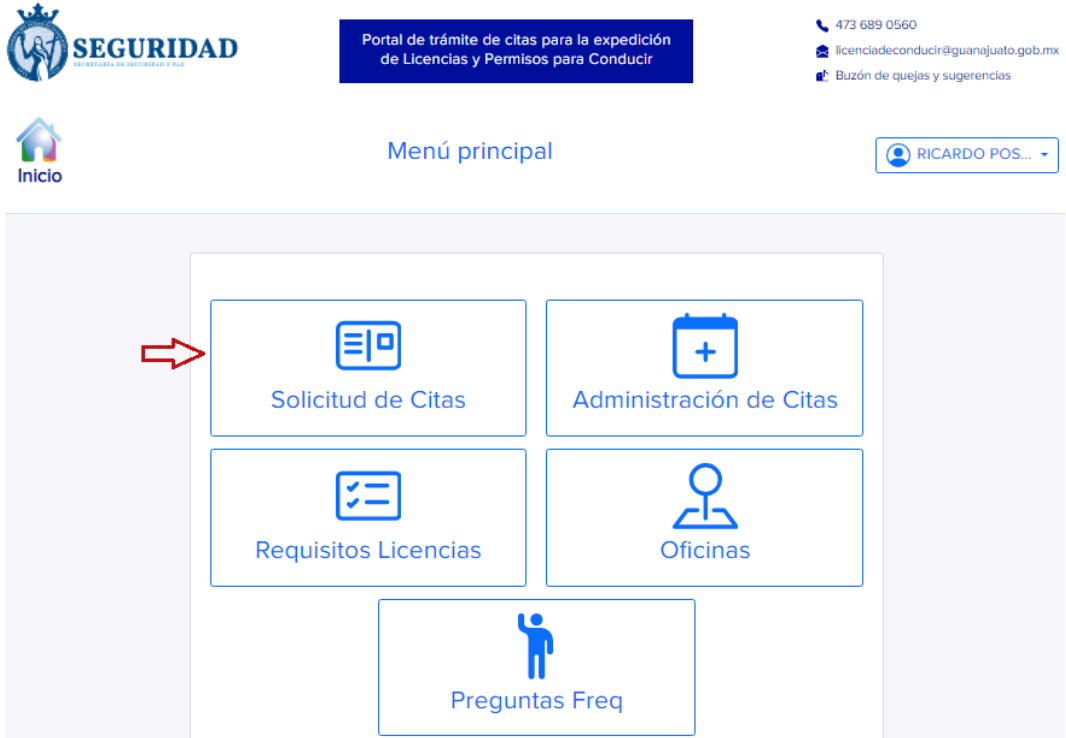 SEGURIDAD
SECRETARÍA DE SEGURIDAD Y PAZ
Portal de trámite de citas para la expedición
de Licencias y Permisos para Conducir
473 689 0560
licenciadeconducir@guanajuato.gob.mx
Buzón de quejas y sugerencias
Inicio
Menú principal
RICARDO POS...
Solicitud de Citas
Administración de Citas
Requisitos Licencias
Oficinas
Preguntas Freq